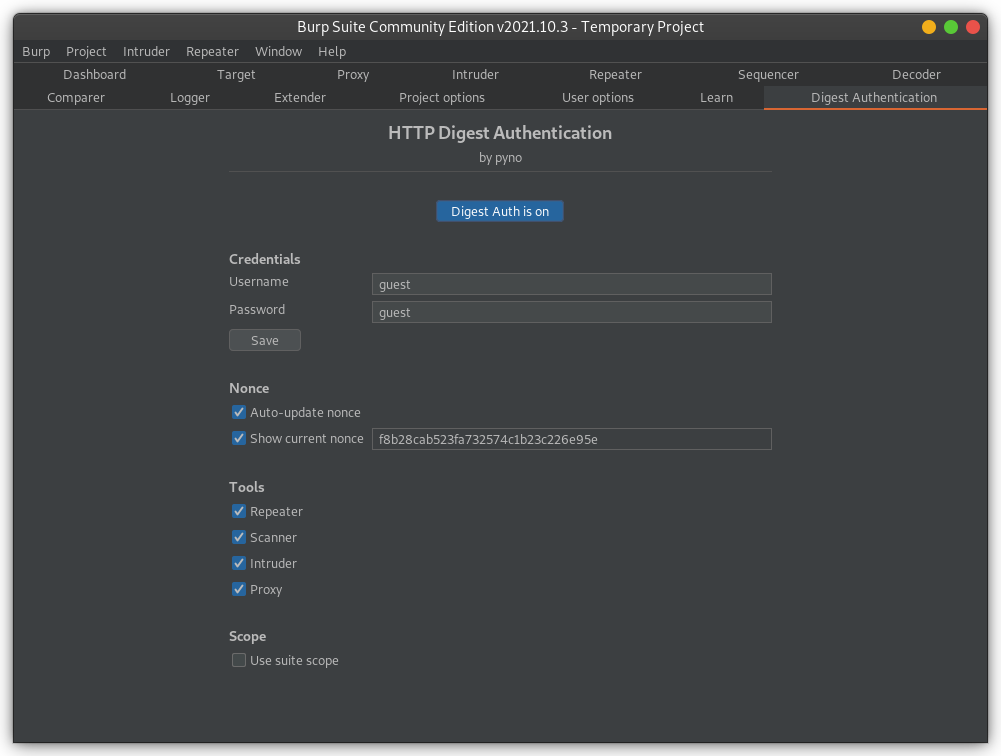 Burp Suite Community Edition v2021.10.3 - Temporary Project
Burp Project Intruder Repeater Window Help
Dashboard Target Proxy Intruder Repeater Sequencer Decoder
Comparer Logger Extender Project options User options Learn Digest Authentication
HTTP Digest Authentication
by pyno
Digest Auth is on
Credentials
Username guest
Password guest
Save
Nonce
Auto-update nonce
Show current nonce f8b28cab523fa732574c1b23c226e95e
Tools
Repeater
Scanner
Intruder
Proxy
Scope
Use suite scope